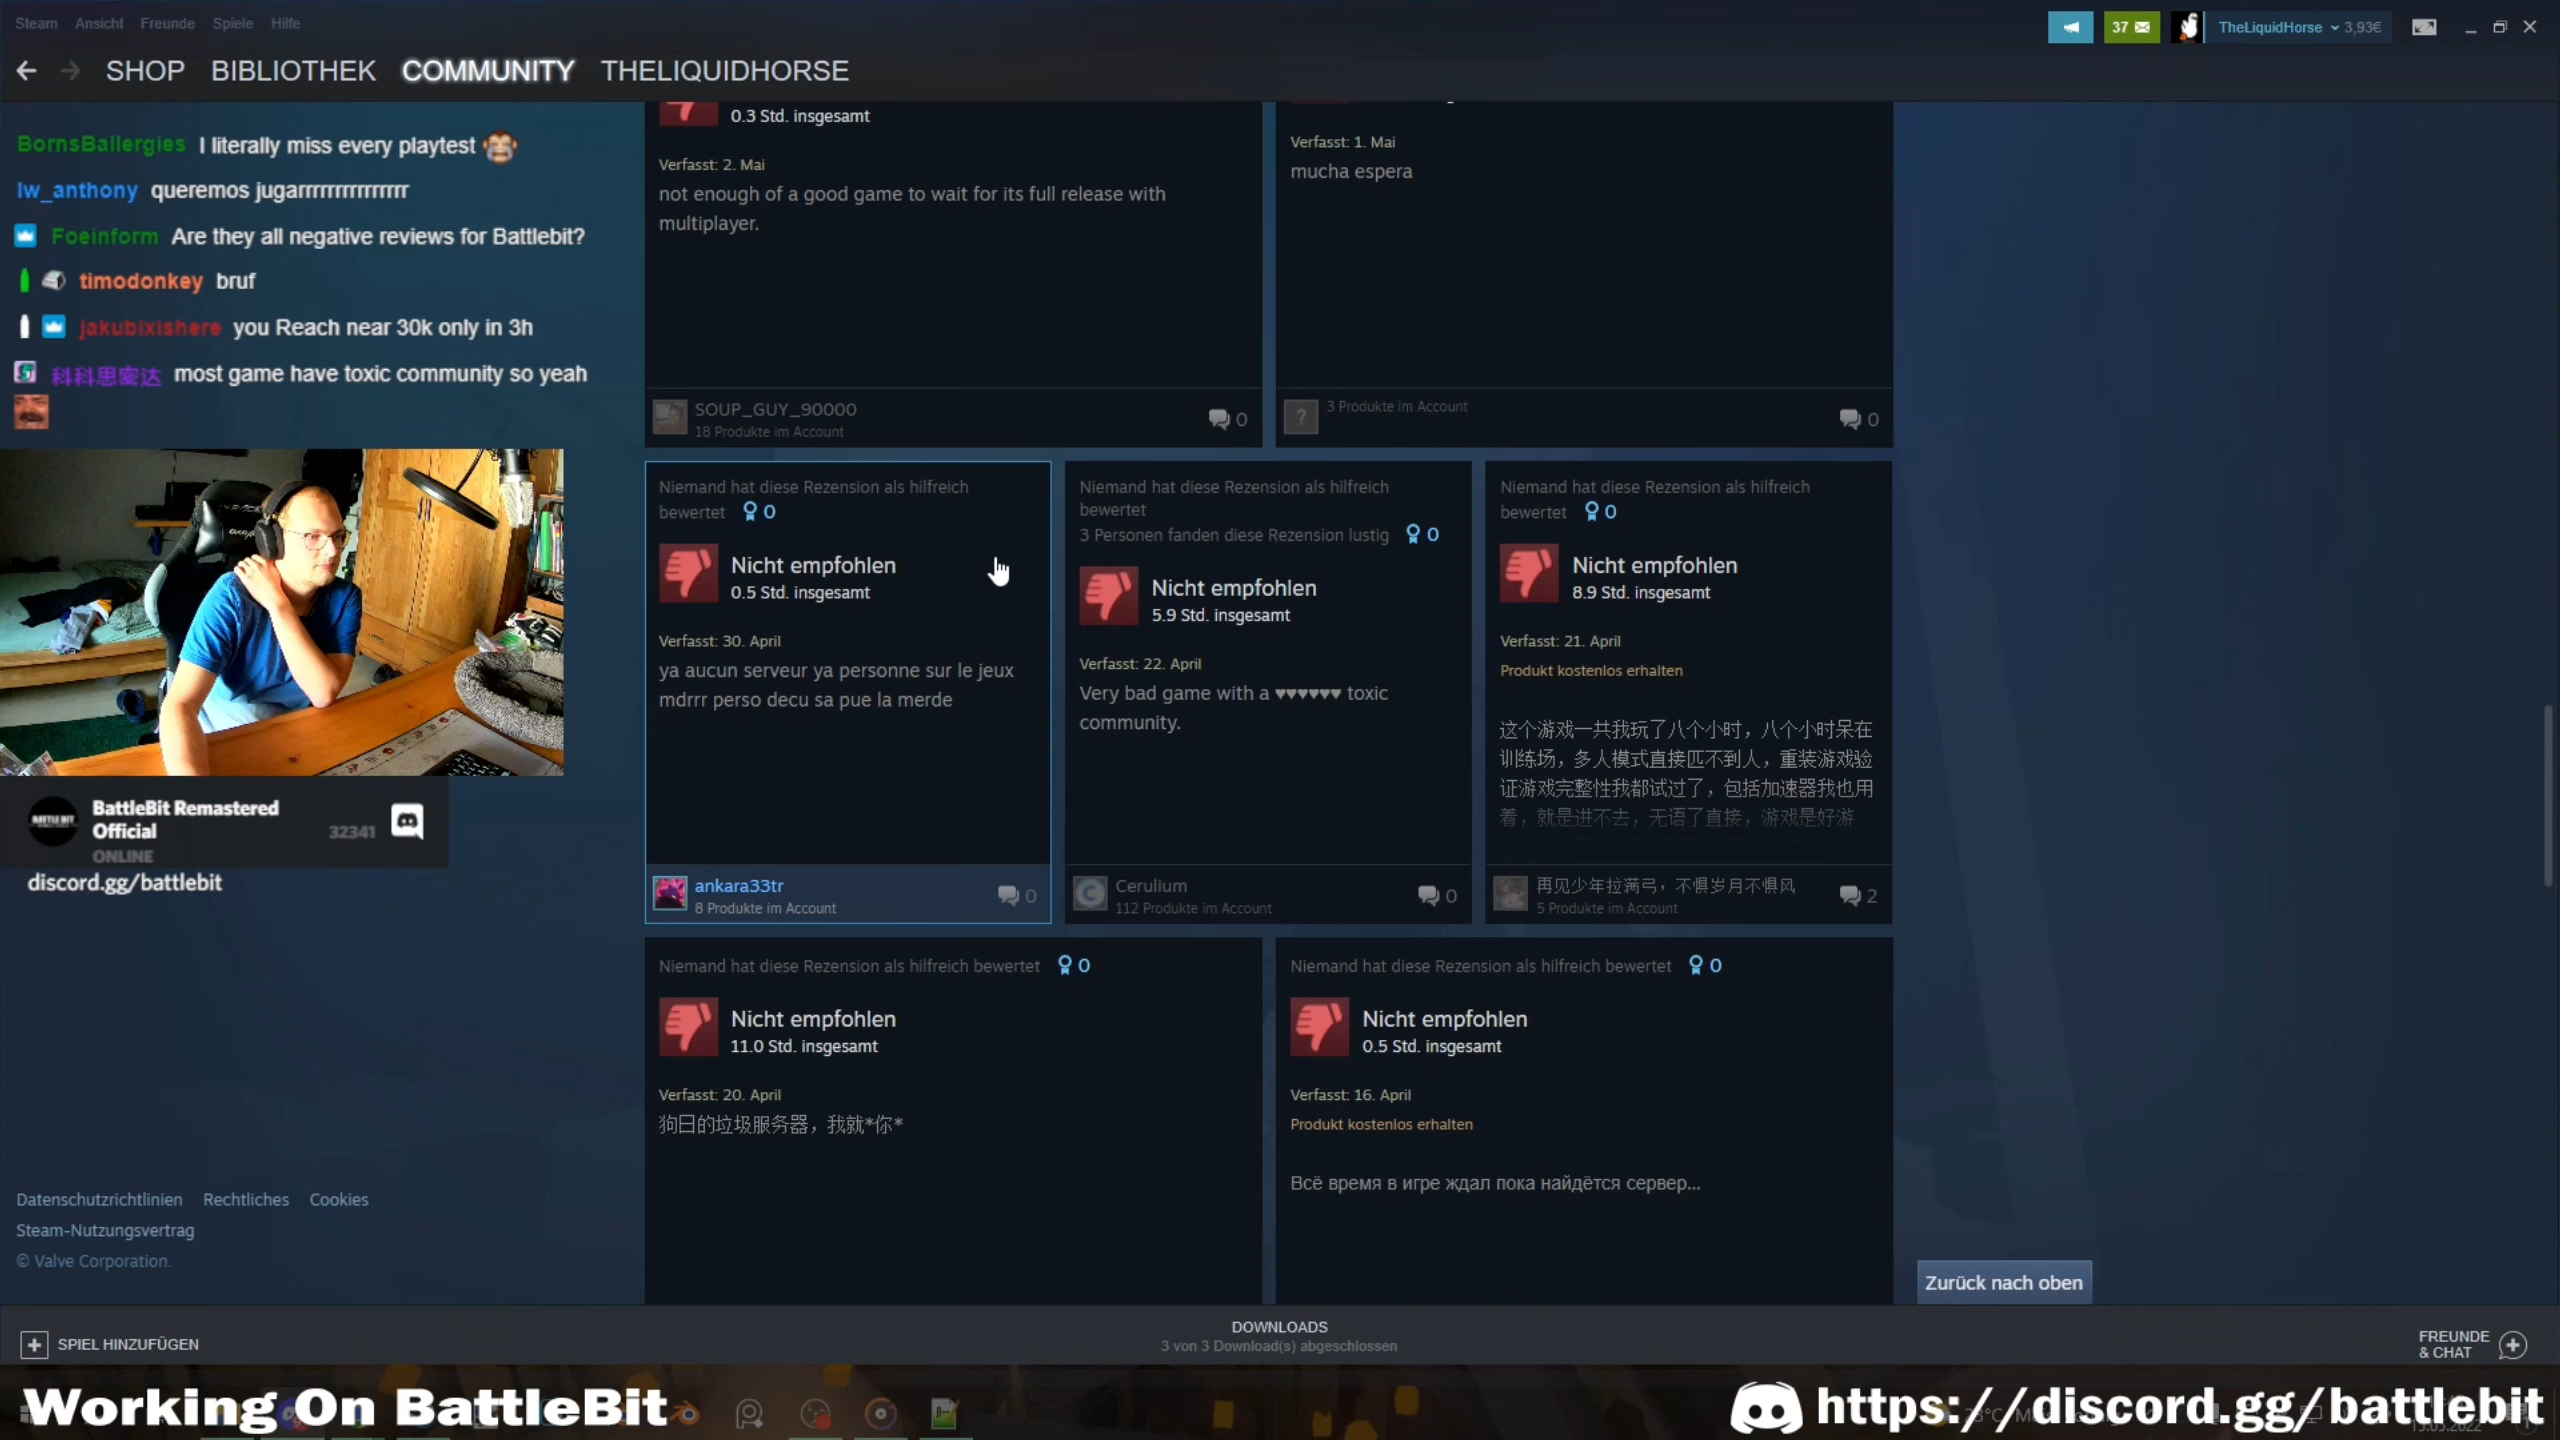 Steam Ansicht Freunde Spiele Hilfe
37
TheLiquidHorse 3,93€
SHOP BIBLIOTHEK COMMUNITY THELIQUIDHORSE
BornsBallergies I literally miss every playtest
lw_anthony queremos jugarrrrrrrrrrrrrrr
Foeinform Are they all negative reviews for Battlebit?
timodonkey bruf
jakubixishere you Reach near 30k only in 3h
科科思密达 most game have toxic community so yeah
BattleBit Remastered
Official
32341
ONLINE
discord.gg/battlebit
0.3 Std. insgesamt
Verfasst: 2. Mai
not enough of a good game to wait for its full release with
multiplayer.
SOUP_GUY_90000
18 Produkte im Account
0
Verfasst: 1. Mai
mucha espera
?
3 Produkte im Account
0
Niemand hat diese Rezension als hilfreich
bewertet 0
Nicht empfohlen
0.5 Std. insgesamt
Verfasst: 30. April
ya aucun serveur ya personne sur le jeux
mdrrr perso decu sa pue la merde
ankara33tr
8 Produkte im Account
0
Niemand hat diese Rezension als hilfreich
bewertet
3 Personen fanden diese Rezension lustig 0
Nicht empfohlen
5.9 Std. insgesamt
Verfasst: 22. April
Very bad game with a ♥♥♥♥♥♥ toxic
community.
Cerulium
112 Produkte im Account
0
Niemand hat diese Rezension als hilfreich
bewertet 0
Nicht empfohlen
8.9 Std. insgesamt
Verfasst: 21. April
Produkt kostenlos erhalten
这个游戏一共我玩了八个小时，八个小时呆在
训练场，多人模式直接匹不到人，重装游戏验
证游戏完整性我都试过了，包括加速器我也用
着，就是进不去，无语了直接，游戏是好游
再见少年拉满弓，不惧岁月不惧风
5 Produkte im Account
2
Niemand hat diese Rezension als hilfreich bewertet 0
Nicht empfohlen
11.0 Std. insgesamt
Verfasst: 20. April
狗日的垃圾服务器，我就*你*
Niemand hat diese Rezension als hilfreich bewertet 0
Nicht empfohlen
0.5 Std. insgesamt
Verfasst: 16. April
Produkt kostenlos erhalten
Всё время в игре ждал пока найдётся сервер...
Datenschutzrichtlinien Rechtliches Cookies
Steam-Nutzungsvertrag
© Valve Corporation.
Zurück nach oben
SPIEL HINZUFÜGEN
DOWNLOADS
3 von 3 Download(s) abgeschlossen
FREUNDE
& CHAT
Working On BattleBit
https://discord.gg/battlebit